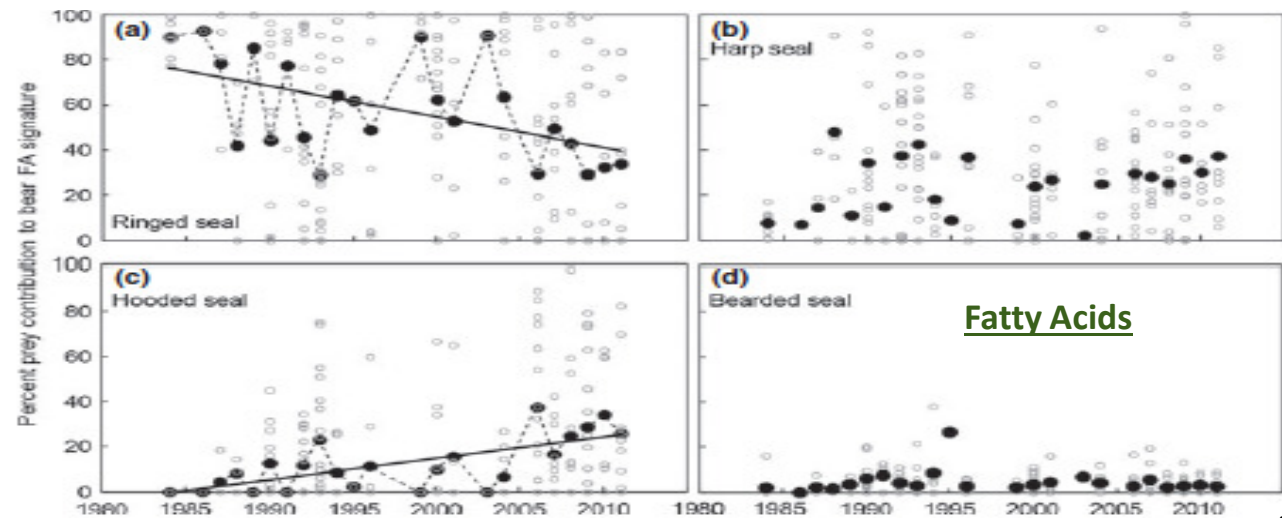 Percent prey contribution to bear FA signature
100
80
60
40
20
0
(a)
Ringed seal
(b)
Harp seal
100
80
60
40
20
0
(c)
Hooded seal
(d)
Bearded seal
Fatty Acids
1980 1985 1990 1995 2000 2005 2010
1980 1985 1990 1995 2000 2005 2010